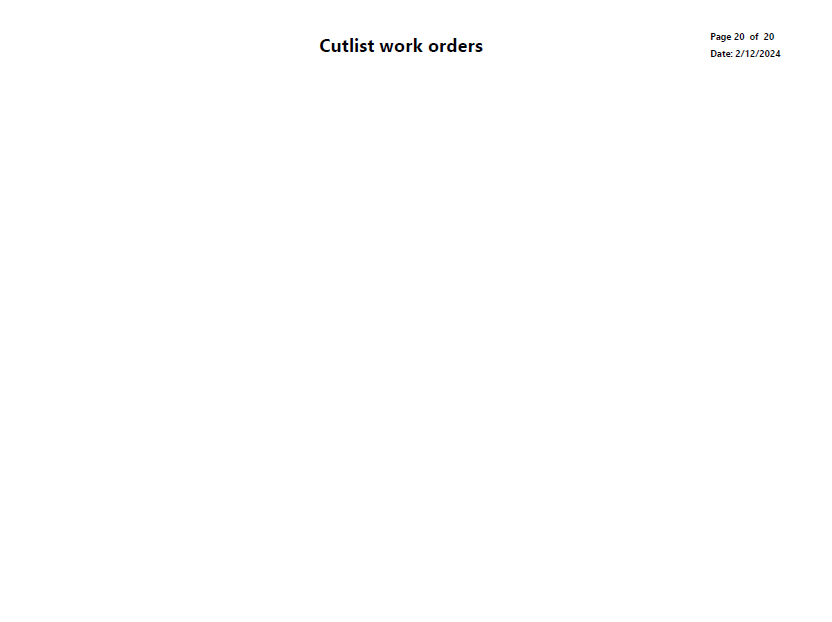 Cutlist work orders
Page 20 of 20
Date: 2/12/2024